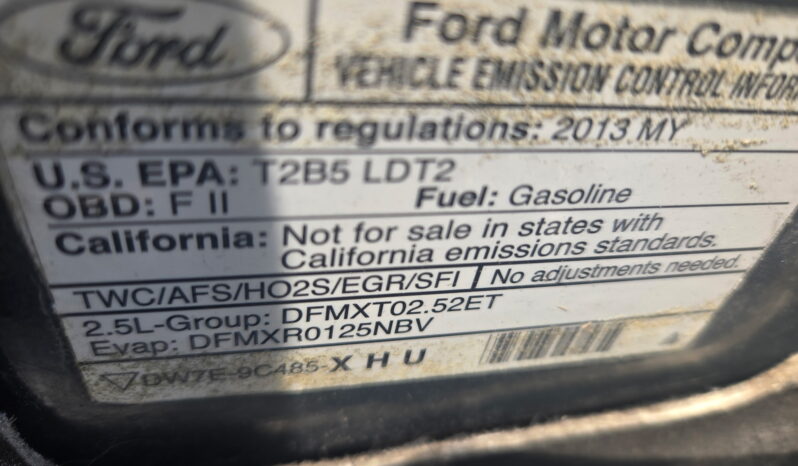 Ford
Ford Motor Comp
VEHICLE EMISSION CONTROL INFOR
Conforms to regulations: 2013 MY
U.S. EPA: T2B5 LDT2
OBD: F II Fuel: Gasoline
California: Not for sale in states with
California emissions standards.
TWC/AFS/HO2S/EGR/SFI No adjustments needed.
2.5L-Group: DFMXT02.52ET
Evap: DFMXR0125NBV
DW7E-9C485-X H U